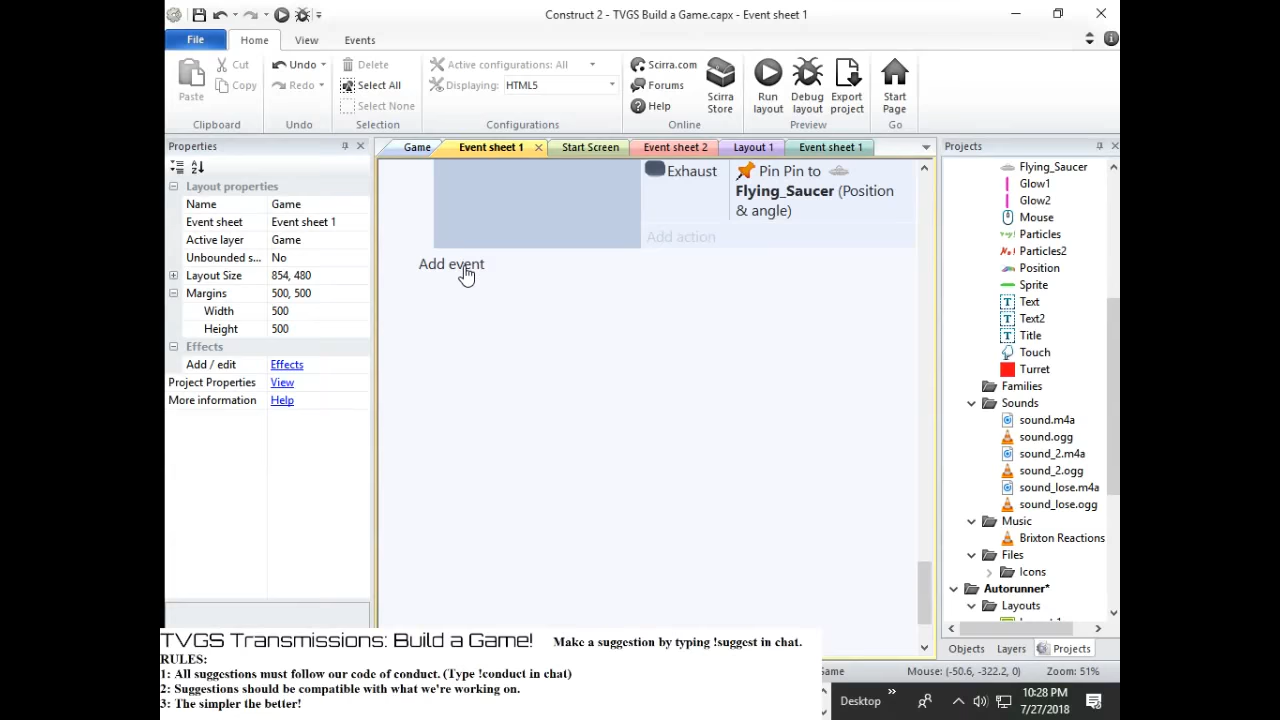 Construct 2 - TVGS Build a Game.capx - Event sheet 1
File
Home
View
Events
Paste
Cut
Copy
Clipboard
Undo
Redo
Undo
Delete
Select All
Select None
Selection
Active configurations: All
Displaying: HTML5
Configurations
Scirra.com
Forums
Help
Scirra
Store
Online
Run
layout
Debug
layout
Export
project
Preview
Start
Page
Go
Properties
Game
Event sheet 1
Start Screen
Event sheet 2
Layout 1
Event sheet 1
Projects
Layout properties
Name Game
Event sheet Event sheet 1
Active layer Game
Unbounded s... No
Layout Size 854, 480
Margins 500, 500
Width 500
Height 500
Effects
Add / edit Effects
Project Properties View
More information Help
Exhaust
Pin Pin to
Flying_Saucer (Position
& angle)
Add action
Add event
Flying_Saucer
Glow1
Glow2
Mouse
Particles
Particles2
Position
Sprite
Text
Text2
Title
Touch
Turret
Families
Sounds
sound.m4a
sound.ogg
sound_2.m4a
sound_2.ogg
sound_lose.m4a
sound_lose.ogg
Music
Brixton Reactions
Files
Icons
Autorunner*
Layouts
Objects
Layers
Projects
Mouse: (-50.6, -322.2, 0)
Zoom: 51%
TVGS Transmissions: Build a Game! Make a suggestion by typing !suggest in chat.
RULES:
1: All suggestions must follow our code of conduct. (Type !conduct in chat)
2: Suggestions should be compatible with what we're working on.
3: The simpler the better!
Desktop
10:28 PM
7/27/2018